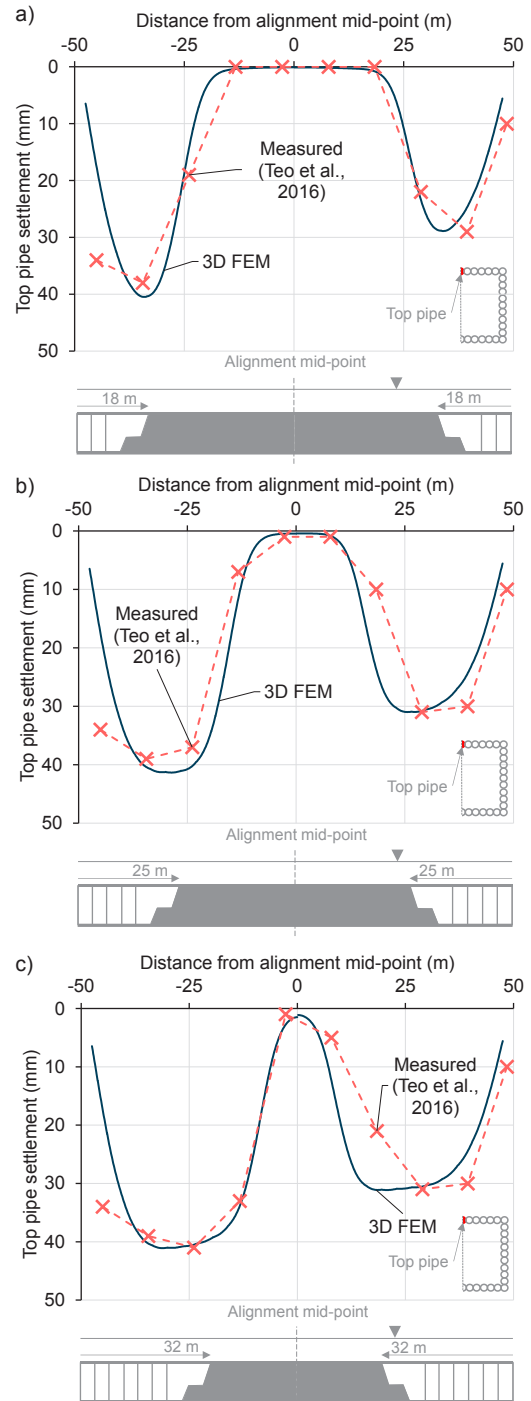 a)
Distance from alignment mid-point (m)
-50 -25 0 25 50
Top pipe settlement (mm)
0
10
20
30
40
50
Measured
(Teo et al.,
2016)
3D FEM
Top pipe
Alignment mid-point
18 m
18 m
b)
Distance from alignment mid-point (m)
-50 -25 0 25 50
Top pipe settlement (mm)
0
10
20
30
40
50
Measured
(Teo et al.,
2016)
3D FEM
Top pipe
Alignment mid-point
25 m
25 m
c)
Distance from alignment mid-point (m)
-50 -25 0 25 50
Top pipe settlement (mm)
0
10
20
30
40
50
Measured
(Teo et al.,
2016)
3D FEM
Top pipe
Alignment mid-point
32 m
32 m